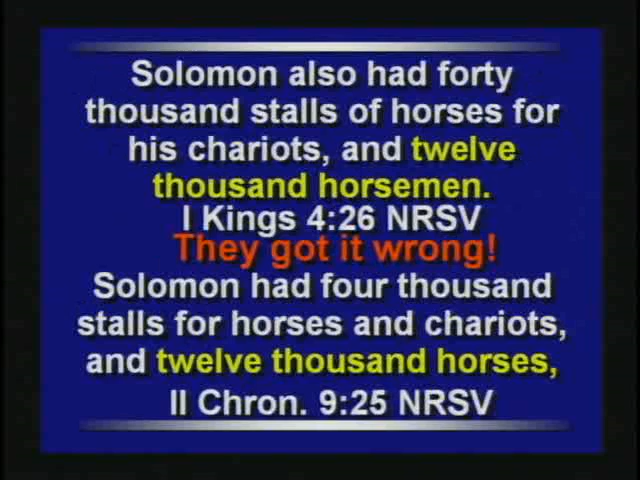 Solomon also had forty
thousand stalls of horses for
his chariots, and twelve
thousand horsemen.
I Kings 4:26 NRSV
They got it wrong!
Solomon had four thousand
stalls for horses and chariots,
and twelve thousand horses,
II Chron. 9:25 NRSV